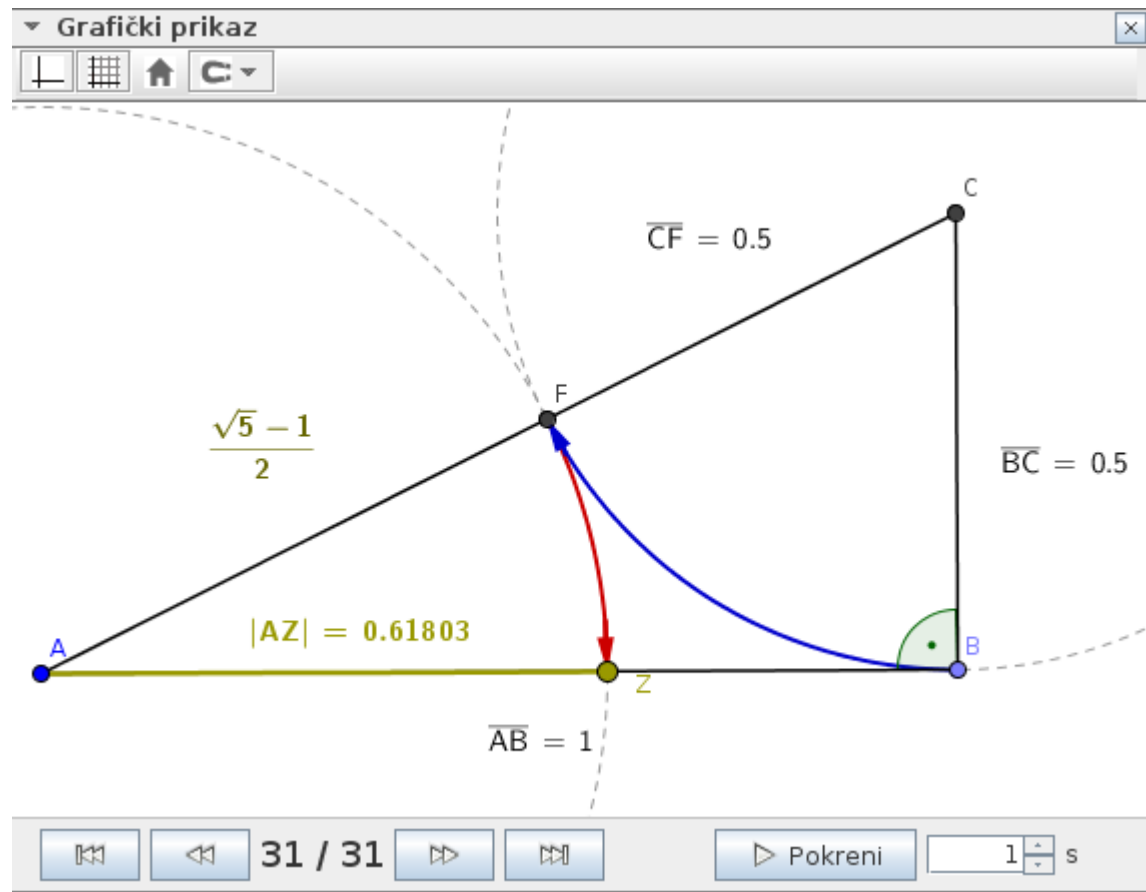 Grafički prikaz
C
CF = 0.5
F
√5 − 1
2
BC = 0.5
A
|AZ| = 0.61803
B
Z
AB = 1
31 / 31
Pokreni
1
s